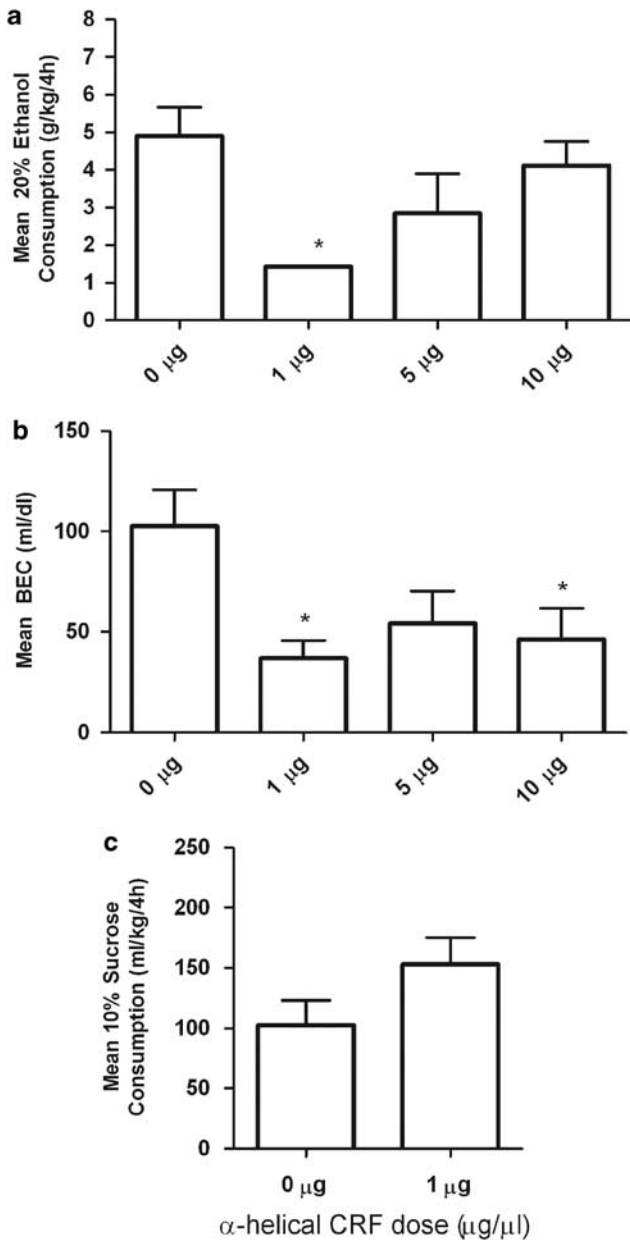 a
Mean 20% Ethanol
Consumption (g/kg/4h)
8
7
6
5
4
3
2
1
0
*
0 μg
1 μg
5 μg
10 μg
b
Mean BEC (ml/dl)
150
100
50
0
*
*
0 μg
1 μg
5 μg
10 μg
c
Mean 10% Sucrose
Consumption (ml/kg/4h)
250
200
150
100
50
0
0 μg
1 μg
α-helical CRF dose (μg/μl)